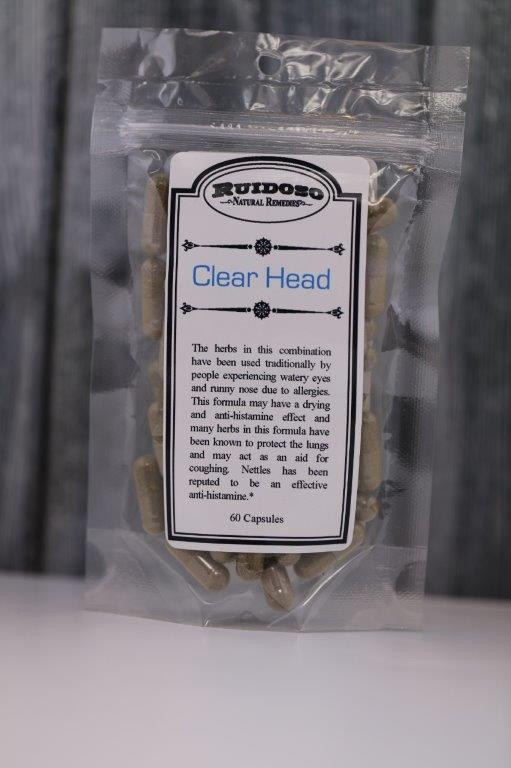 RUIDOSO
NATURAL REMEDIES
Clear Head
The herbs in this combination
have been used traditionally by
people experiencing watery eyes
and runny nose due to allergies.
This formula may have a drying
and anti-histamine effect and
many herbs in this formula have
been known to protect the lungs
and may act as an aid for
coughing. Nettles has been
reputed to be an effective
anti-histamine.*
60 Capsules